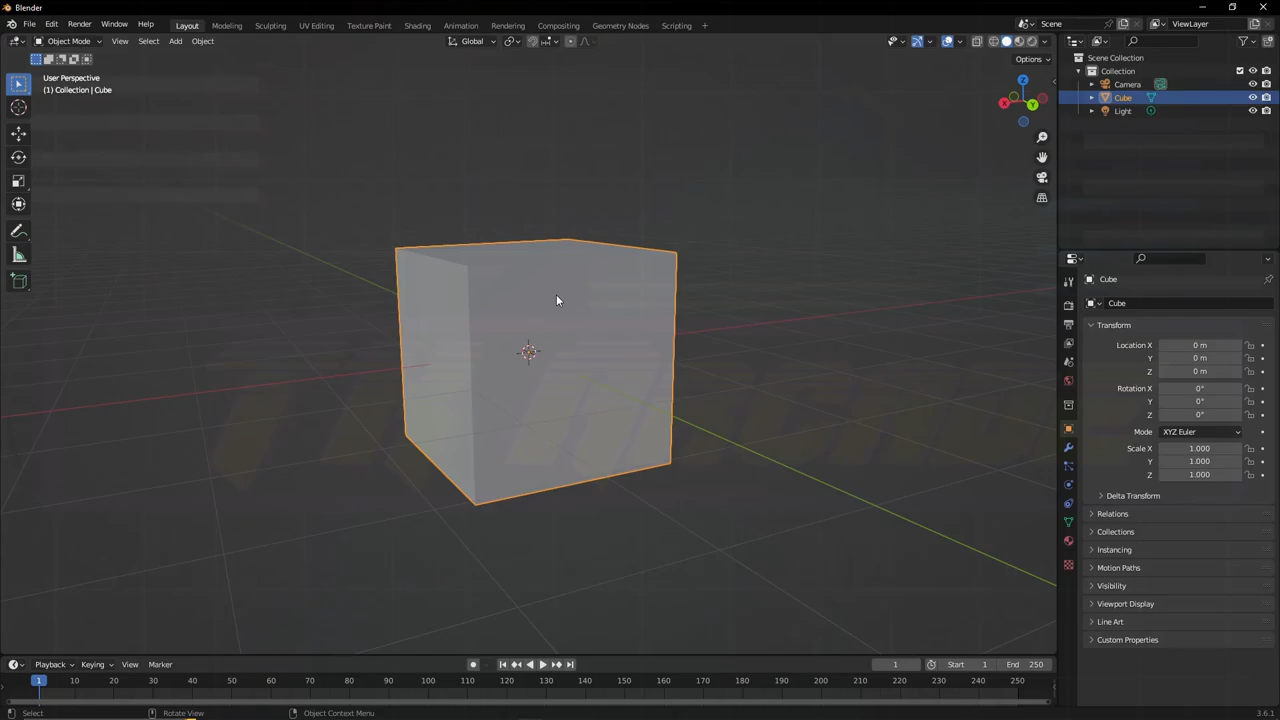 Blender
File Edit Render Window Help Layout Modeling Sculpting UV Editing Texture Paint Shading Animation Rendering Compositing Geometry Nodes Scripting + Scene ViewLayer
Object Mode View Select Add Object Global
Options
User Perspective
(1) Collection | Cube
Z
X
Y
Scene Collection
Collection
Camera
Cube
Light
Cube
Cube
Transform
Location X 0 m
Y 0 m
Z 0 m
Rotation X 0°
Y 0°
Z 0°
Mode XYZ Euler
Scale X 1.000
Y 1.000
Z 1.000
Delta Transform
Relations
Collections
Instancing
Motion Paths
Visibility
Viewport Display
Line Art
Custom Properties
Playback Keying View Marker 1 Start 1 End 250
1 10 20 30 40 50 60 70 80 90 100 110 120 130 140 150 160 170 180 190 200 210 220 230 240 250
Select Rotate View Object Context Menu 3.6.1